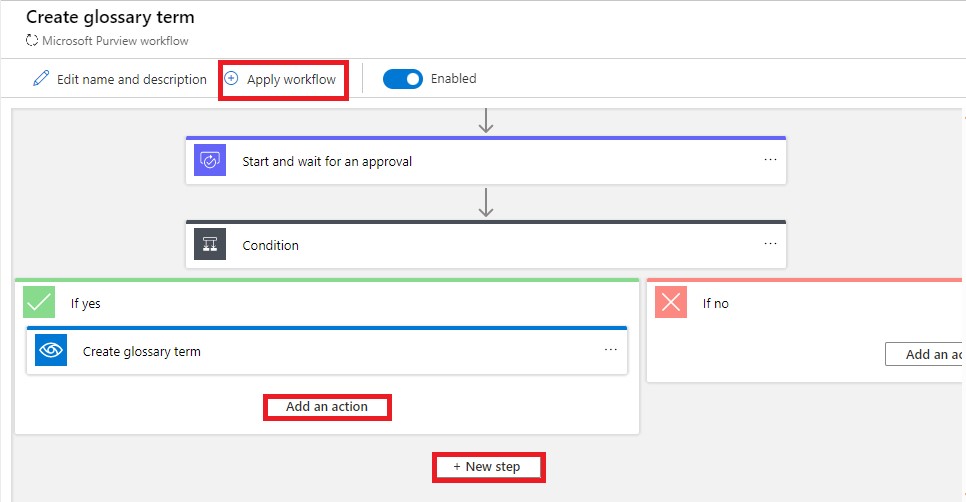 Create glossary term
Microsoft Purview workflow
Edit name and description Apply workflow Enabled
Start and wait for an approval ...
Condition ...
If yes If no
Create glossary term ...
Add an
Add an action
+ New step